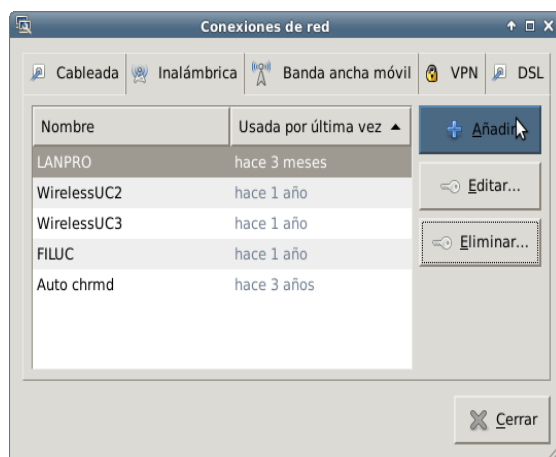 Conexiones de red
Cableada Inalámbrica Banda ancha móvil VPN DSL
Nombre Usada por última vez
Añadir
LANPRO hace 3 meses
WirelessUC2 hace 1 año
Editar...
WirelessUC3 hace 1 año
Eliminar...
FILUC hace 1 año
Auto chrmd hace 3 años
Cerrar